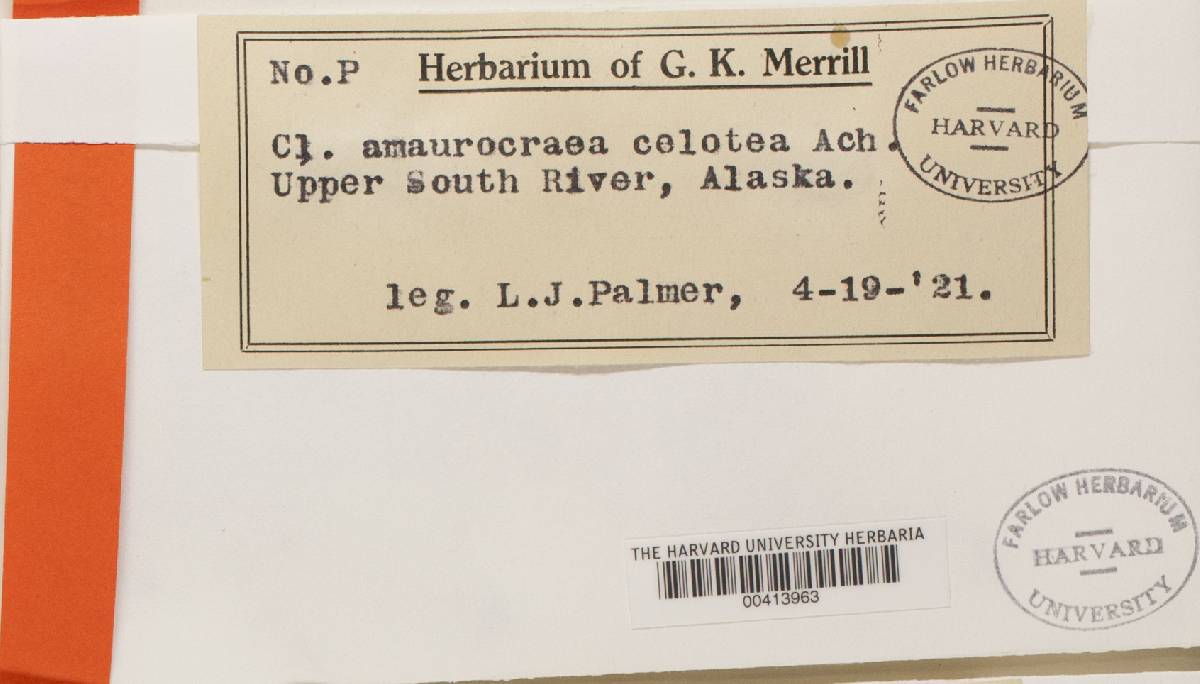 No.P Herbarium of G. K. Merrill
Cl. amaurocraea celotea Ach.
Upper South River, Alaska.
leg. L.J.Palmer, 4-19-'21.
FARLOW HERBARIUM
HARVARD
UNIVERSITY
THE HARVARD UNIVERSITY HERBARIA
00413963
FARLOW HERBARIUM
HARVARD
UNIVERSITY